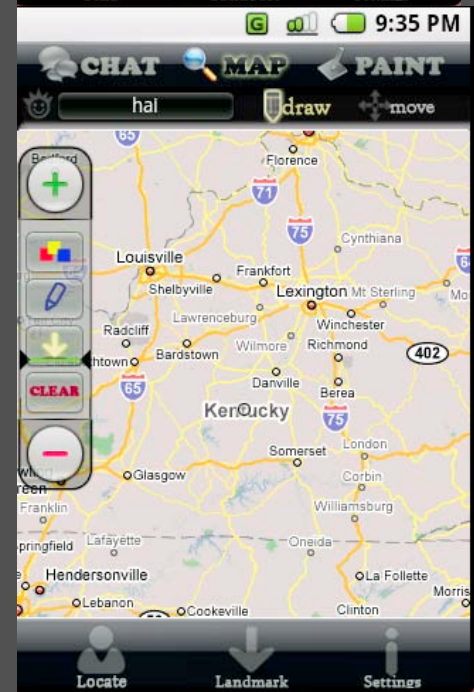 G 9:35 PM
CHAT MAP PAINT
hai draw move
65
Florence
71
75
Cynthiana
Louisville
Frankfort
Shelbyville
Lexington Mt Sterling
Lawrenceburg
Winchester
Radcliff
Wilmore Richmond
Bardstown
402
Danville
65
Berea
CLEAR
Kentucky
75
Somerset
London
Glasgow
Corbin
Franklin
Williamsburg
Lafayette
Oneida
Hendersonville
La Follette
Lebanon
Cookeville
Clinton
Locate Landmark Settings